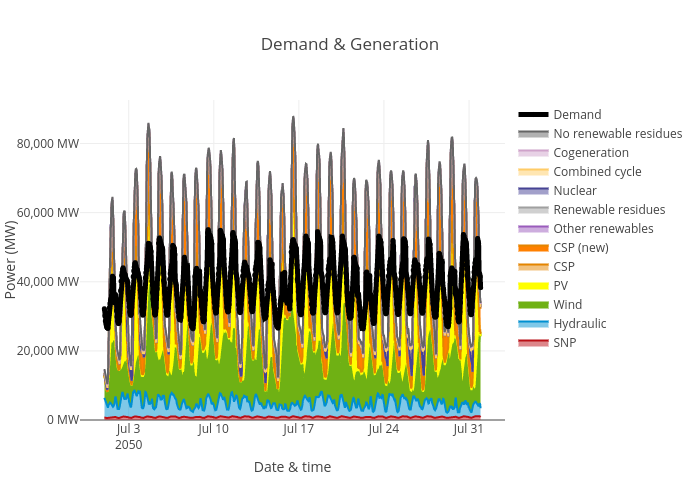 Demand & Generation
Power (MW)
80,000 MW
60,000 MW
40,000 MW
20,000 MW
0 MW
Jul 3
2050
Jul 10
Jul 17
Jul 24
Jul 31
Date & time
Demand
No renewable residues
Cogeneration
Combined cycle
Nuclear
Renewable residues
Other renewables
CSP (new)
CSP
PV
Wind
Hydraulic
SNP